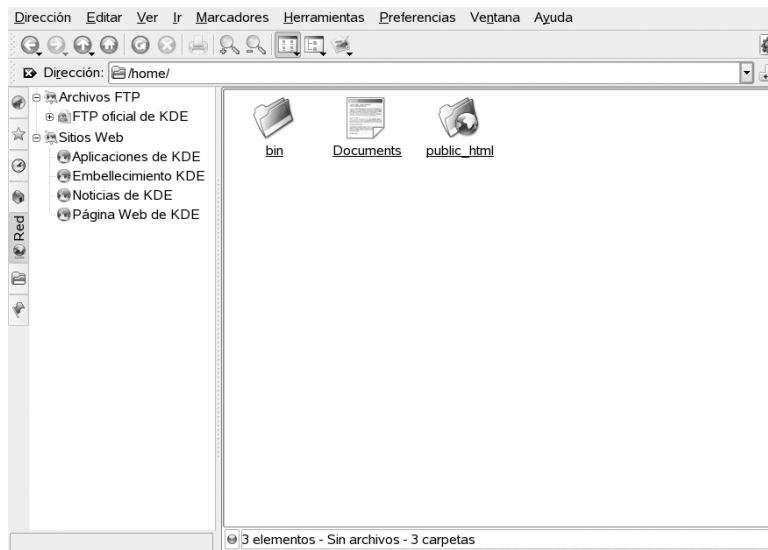 Dirección Editar Ver Ir Marcadores Herramientas Preferencias Ventana Ayuda
Dirección: /home/
Archivos FTP
FTP oficial de KDE
Sitios Web
Aplicaciones de KDE
Embellecimiento KDE
Noticias de KDE
Página Web de KDE
Red
bin Documents public_html
3 elementos - Sin archivos - 3 carpetas